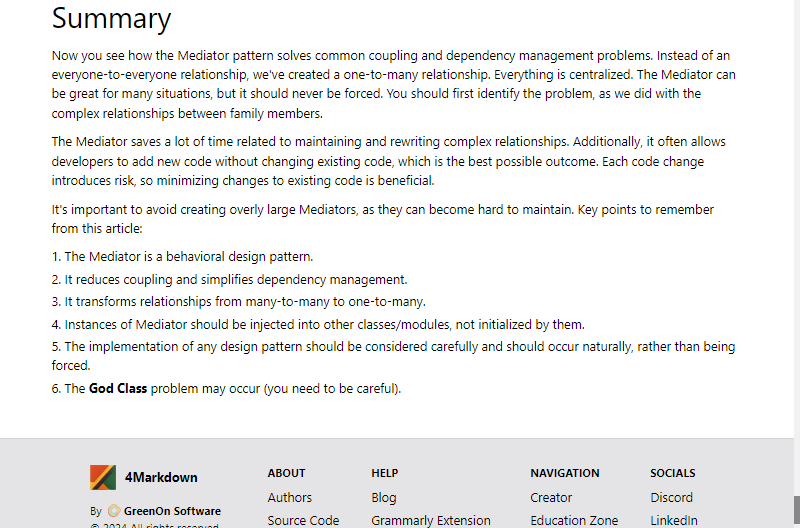 Summary
Now you see how the Mediator pattern solves common coupling and dependency management problems. Instead of an
everyone-to-everyone relationship, we've created a one-to-many relationship. Everything is centralized. The Mediator can
be great for many situations, but it should never be forced. You should first identify the problem, as we did with the
complex relationships between family members.
The Mediator saves a lot of time related to maintaining and rewriting complex relationships. Additionally, it often allows
developers to add new code without changing existing code, which is the best possible outcome. Each code change
introduces risk, so minimizing changes to existing code is beneficial.
It's important to avoid creating overly large Mediators, as they can become hard to maintain. Key points to remember
from this article:
1. The Mediator is a behavioral design pattern.
2. It reduces coupling and simplifies dependency management.
3. It transforms relationships from many-to-many to one-to-many.
4. Instances of Mediator should be injected into other classes/modules, not initialized by them.
5. The implementation of any design pattern should be considered carefully and should occur naturally, rather than being
forced.
6. The God Class problem may occur (you need to be careful).
4Markdown
By GreenOn Software
© 2024 All rights reserved
ABOUT
Authors
Source Code
HELP
Blog
Grammarly Extension
NAVIGATION
Creator
Education Zone
SOCIALS
Discord
LinkedIn